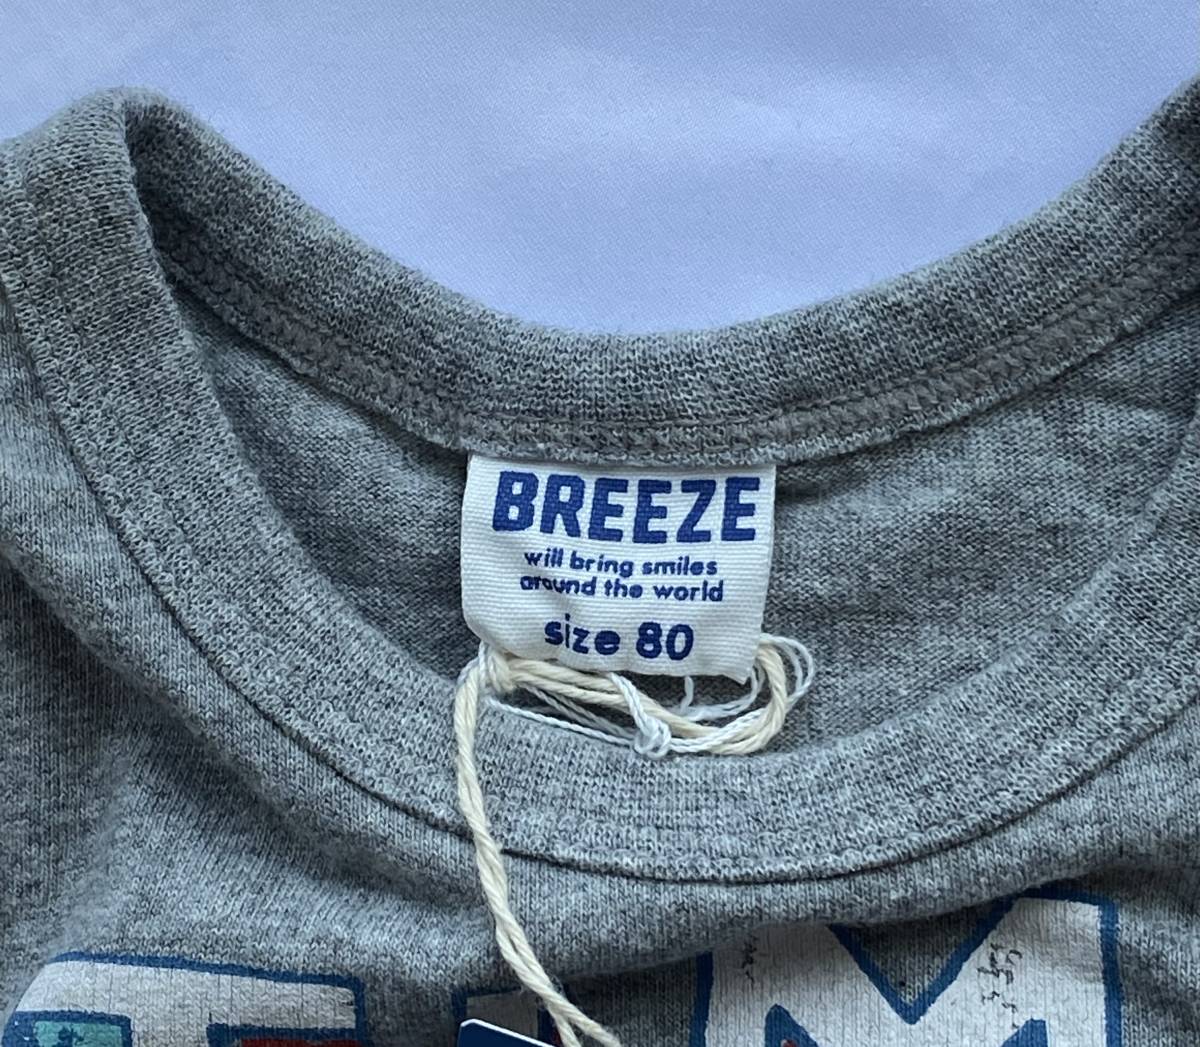 BREEZE
will bring smiles
around the world
size 80